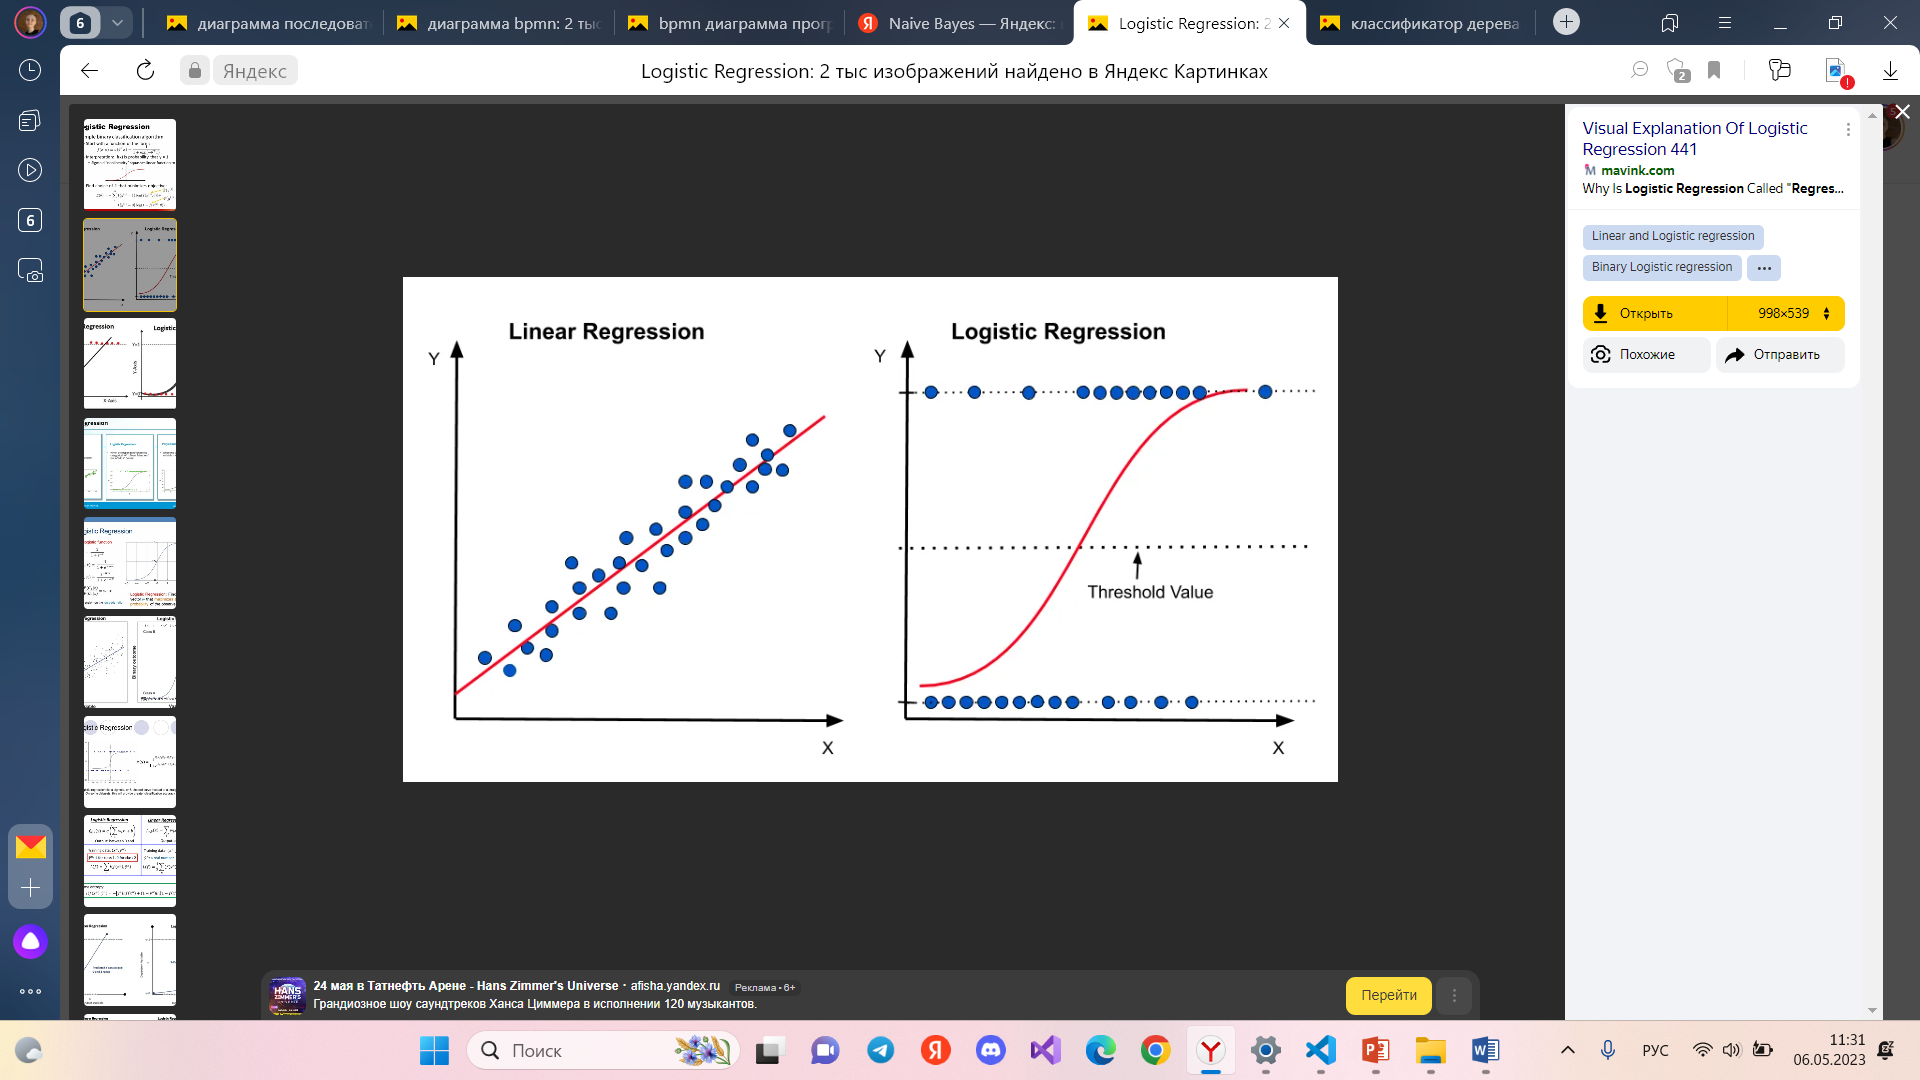 6
диаграмма последоват
диаграмма bpmn: 2 тыс
bpmn диаграмма прогр
Naive Bayes — Яндекс:
Logistic Regression: 2
классификатор дерева
Яндекс
Logistic Regression: 2 тыс изображений найдено в Яндекс Картинках
2
6
Linear Regression
Y
X
Logistic Regression
Y
Threshold Value
X
Visual Explanation Of Logistic
Regression 441
mavink.com
Why Is Logistic Regression Called "Regres...
Linear and Logistic regression
Binary Logistic regression
Открыть
998×539
Похожие
Отправить
24 мая в Татнефть Арене - Hans Zimmer's Universe · afisha.yandex.ru Реклама • 6+
Грандиозное шоу саундтреков Ханса Циммера в исполнении 120 музыкантов.
Перейти
Поиск
РУС
11:31
06.05.2023